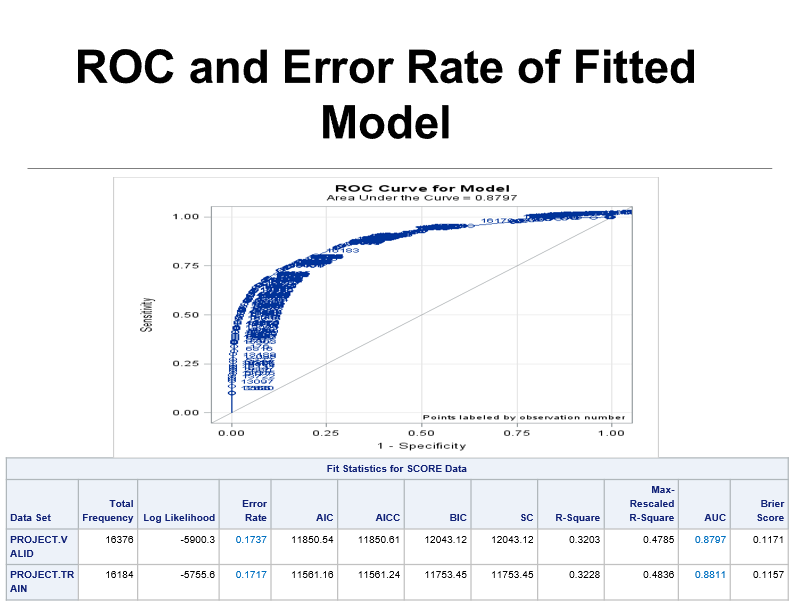 ROC and Error Rate of Fitted
Model
ROC Curve for Model
Area Under the Curve = 0.8797
1.00
0.75
0.50
0.25
0.00
Sensitivity
16183
13097
Points labeled by observation number
0.00 0.25 0.50 0.75 1.00
1 - Specificity
Fit Statistics for SCORE Data
Data Set Total Frequency Log Likelihood Error Rate AIC AICC BIC SC R-Square Max-Rescaled R-Square AUC Brier Score
PROJECT.VALID 16376 -5900.3 0.1737 11850.54 11850.61 12043.12 12043.12 0.3203 0.4785 0.8797 0.1171
PROJECT.TRAIN 16184 -5755.6 0.1717 11561.16 11561.24 11753.45 11753.45 0.3228 0.4836 0.8811 0.1157